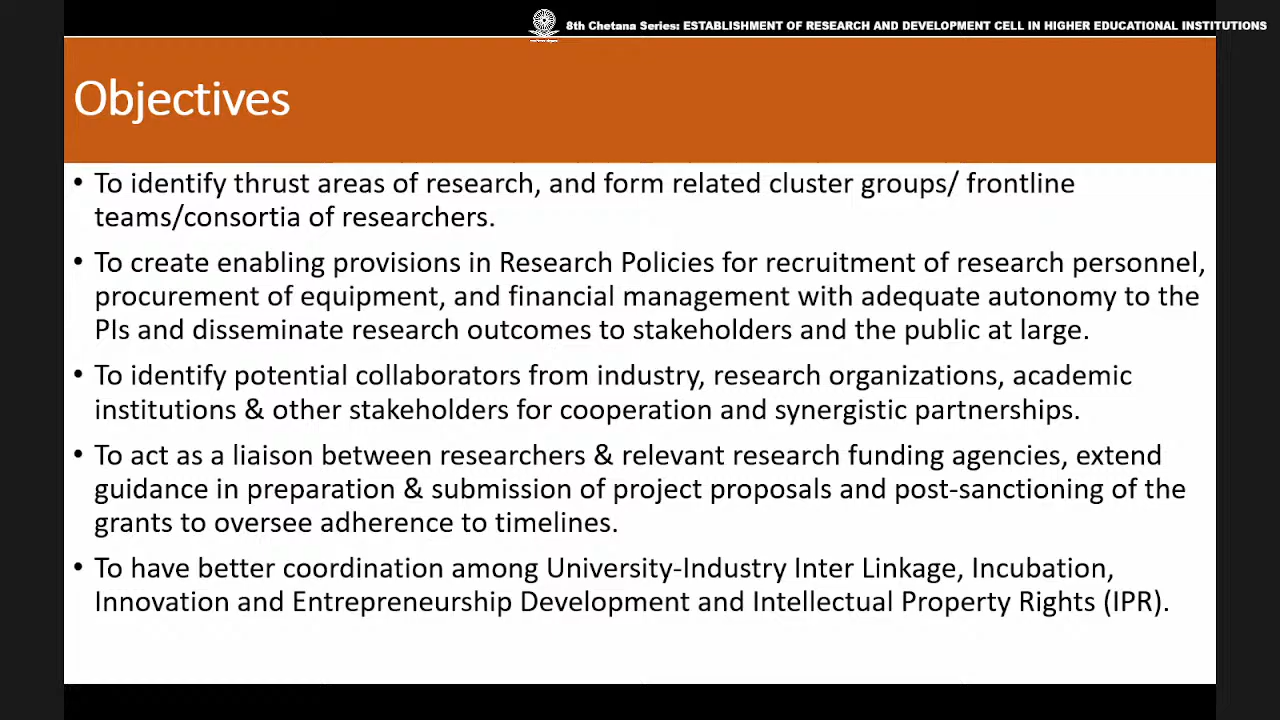 8th Chetana Series: ESTABLISHMENT OF RESEARCH AND DEVELOPMENT CELL IN HIGHER EDUCATIONAL INSTITUTIONS
Objectives
• To identify thrust areas of research, and form related cluster groups/ frontline
teams/consortia of researchers.
• To create enabling provisions in Research Policies for recruitment of research personnel,
procurement of equipment, and financial management with adequate autonomy to the
PIs and disseminate research outcomes to stakeholders and the public at large.
• To identify potential collaborators from industry, research organizations, academic
institutions & other stakeholders for cooperation and synergistic partnerships.
• To act as a liaison between researchers & relevant research funding agencies, extend
guidance in preparation & submission of project proposals and post-sanctioning of the
grants to oversee adherence to timelines.
• To have better coordination among University-Industry Inter Linkage, Incubation,
Innovation and Entrepreneurship Development and Intellectual Property Rights (IPR).